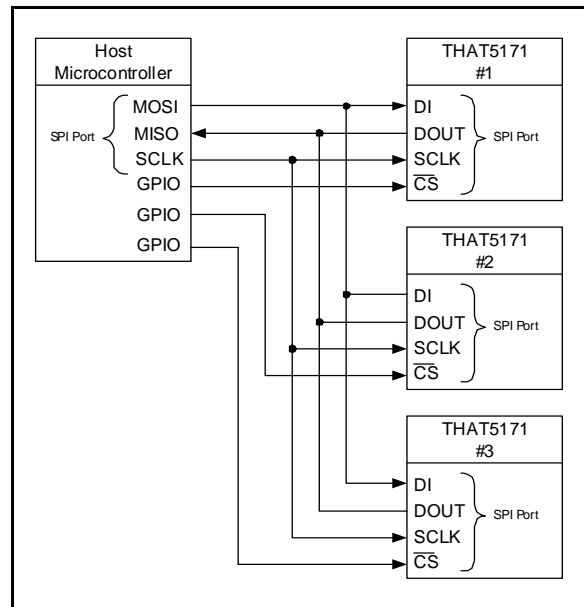 Host
Microcontroller
SPI Port
MOSI
MISO
SCLK
GPIO
GPIO
GPIO
THAT5171
#1
DI
DOUT
SCLK
CS
SPI Port
THAT5171
#2
DI
DOUT
SCLK
CS
SPI Port
THAT5171
#3
DI
DOUT
SCLK
CS
SPI Port